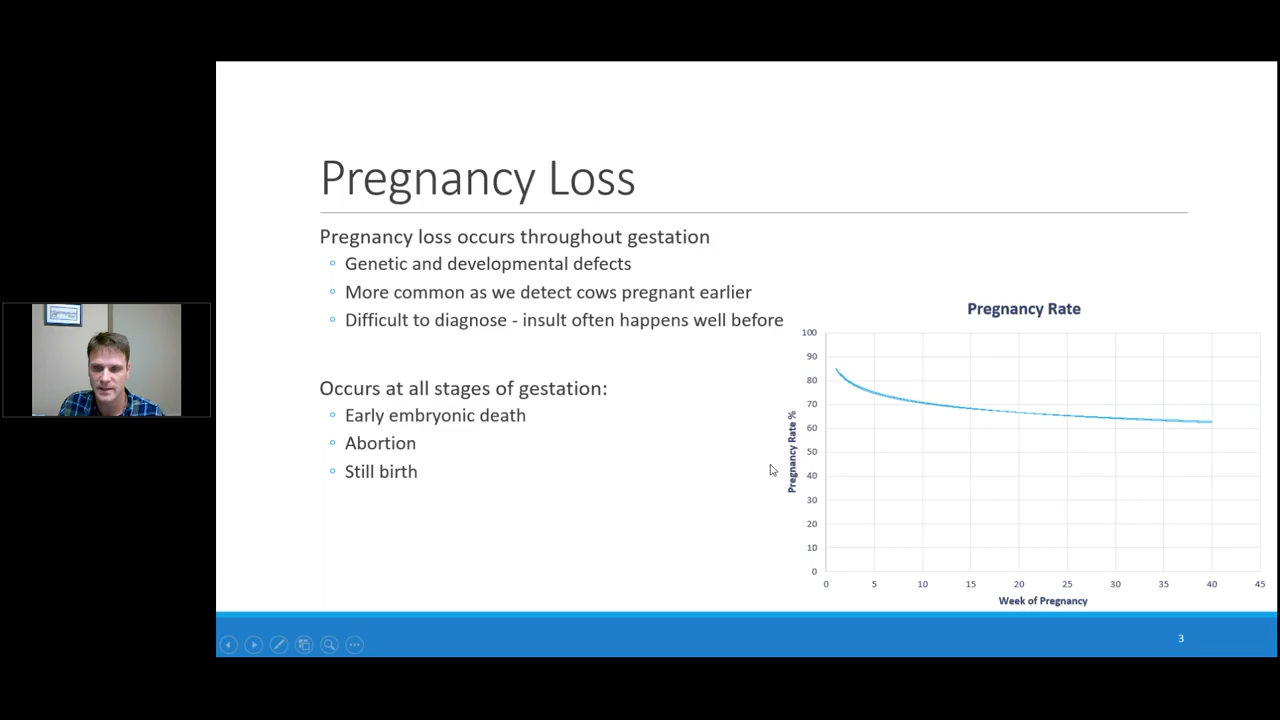 Pregnancy Loss
Pregnancy loss occurs throughout gestation
Genetic and developmental defects
More common as we detect cows pregnant earlier
Difficult to diagnose - insult often happens well before
Occurs at all stages of gestation:
Early embryonic death
Abortion
Still birth
Pregnancy Rate
Pregnancy Rate %
100
90
80
70
60
50
40
30
20
10
0
0 5 10 15 20 25 30 35 40 45
Week of Pregnancy
3